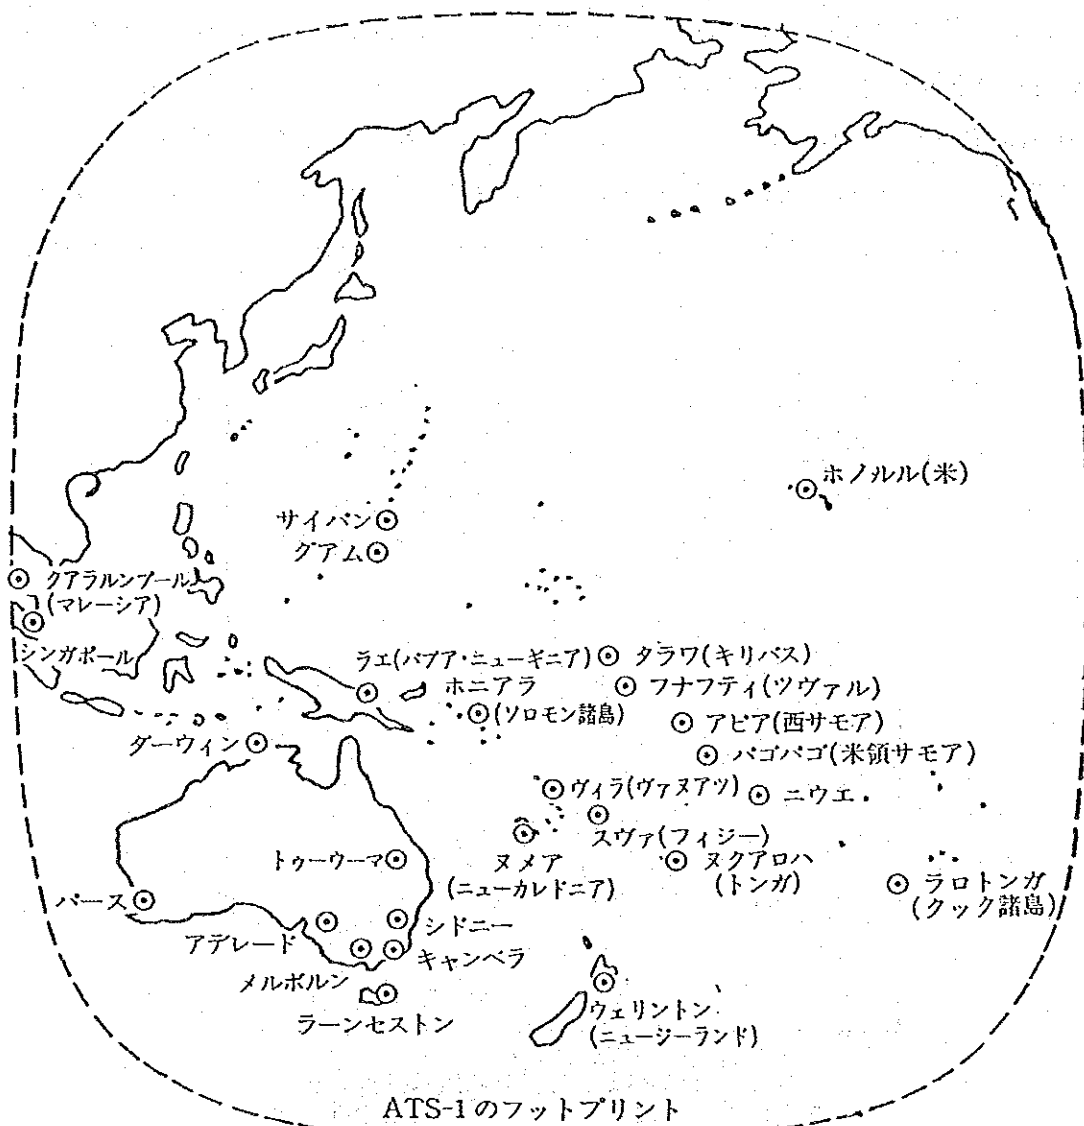 ホノルル(米)
サイパン
グアム
クアラルンプール
(マレーシア)
シンガポール
ラエ(パプア・ニューギニア)
タラワ(キリバス)
ホニアラ
(ソロモン諸島)
フナフティ(ツヴァル)
アピア(西サモア)
ダーウィン
パゴパゴ(米領サモア)
ヴィラ(ヴァヌアツ)
ニウエ
スヴァ(フィジー)
トゥーウーマ
ヌメア
(ニューカレドニア)
ヌクアロハ
(トンガ)
ラロトンガ
(クック諸島)
パース
アデレード
シドニー
キャンベラ
メルボルン
ラーンセストン
ウェリントン
(ニュージーランド)
ATS-1のフットプリント